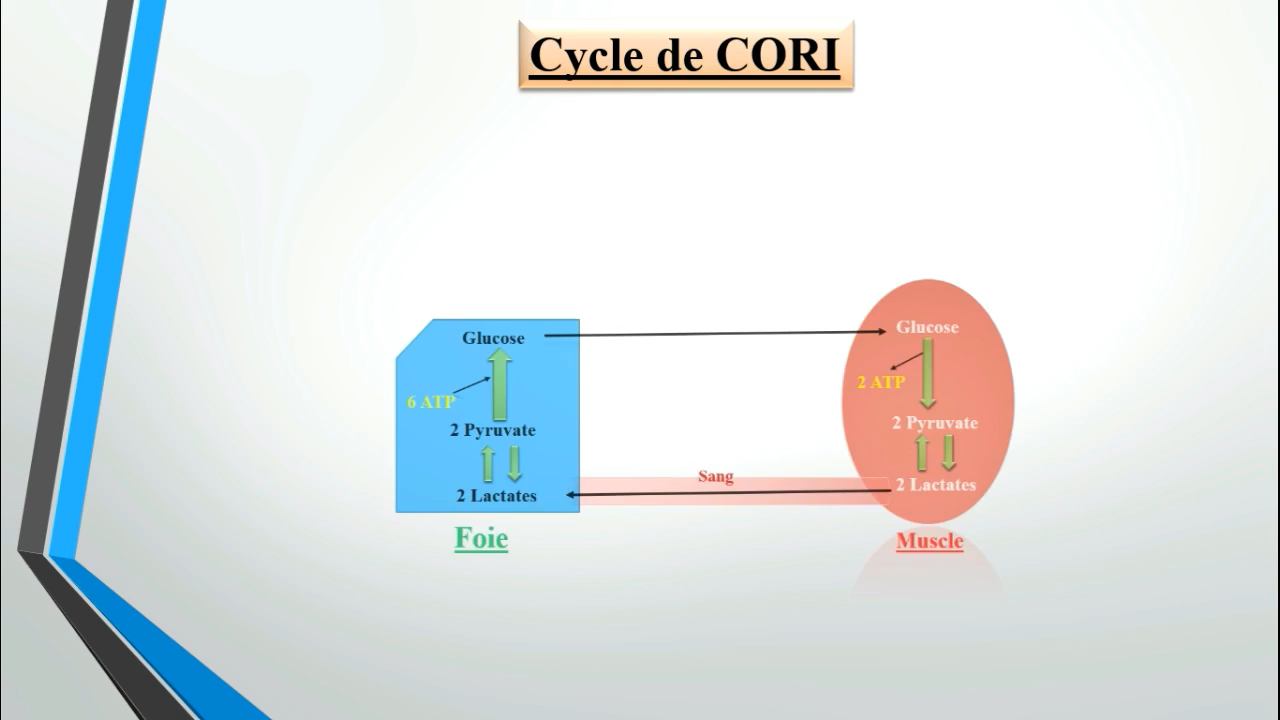 Cycle de CORI
Glucose
6 ATP
2 Pyruvate
2 Lactates
Foie
Sang
Glucose
2 ATP
2 Pyruvate
2 Lactates
Muscle